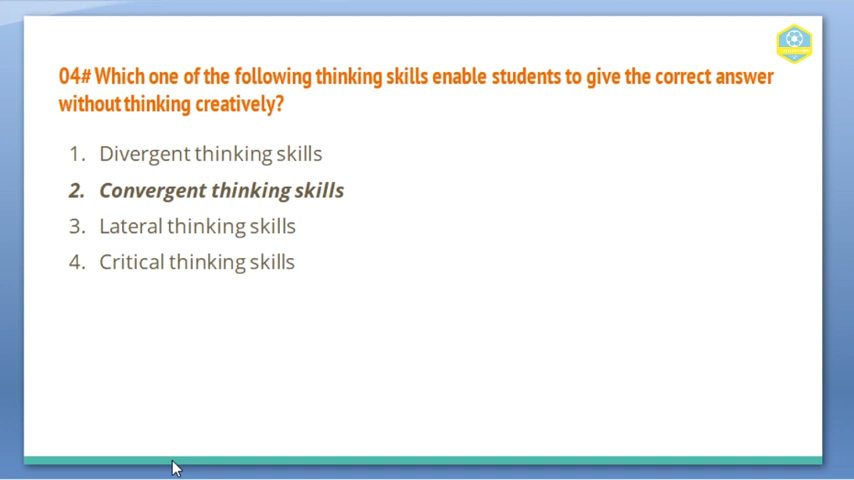 04# Which one of the following thinking skills enable students to give the correct answer
without thinking creatively?
1. Divergent thinking skills
2. Convergent thinking skills
3. Lateral thinking skills
4. Critical thinking skills